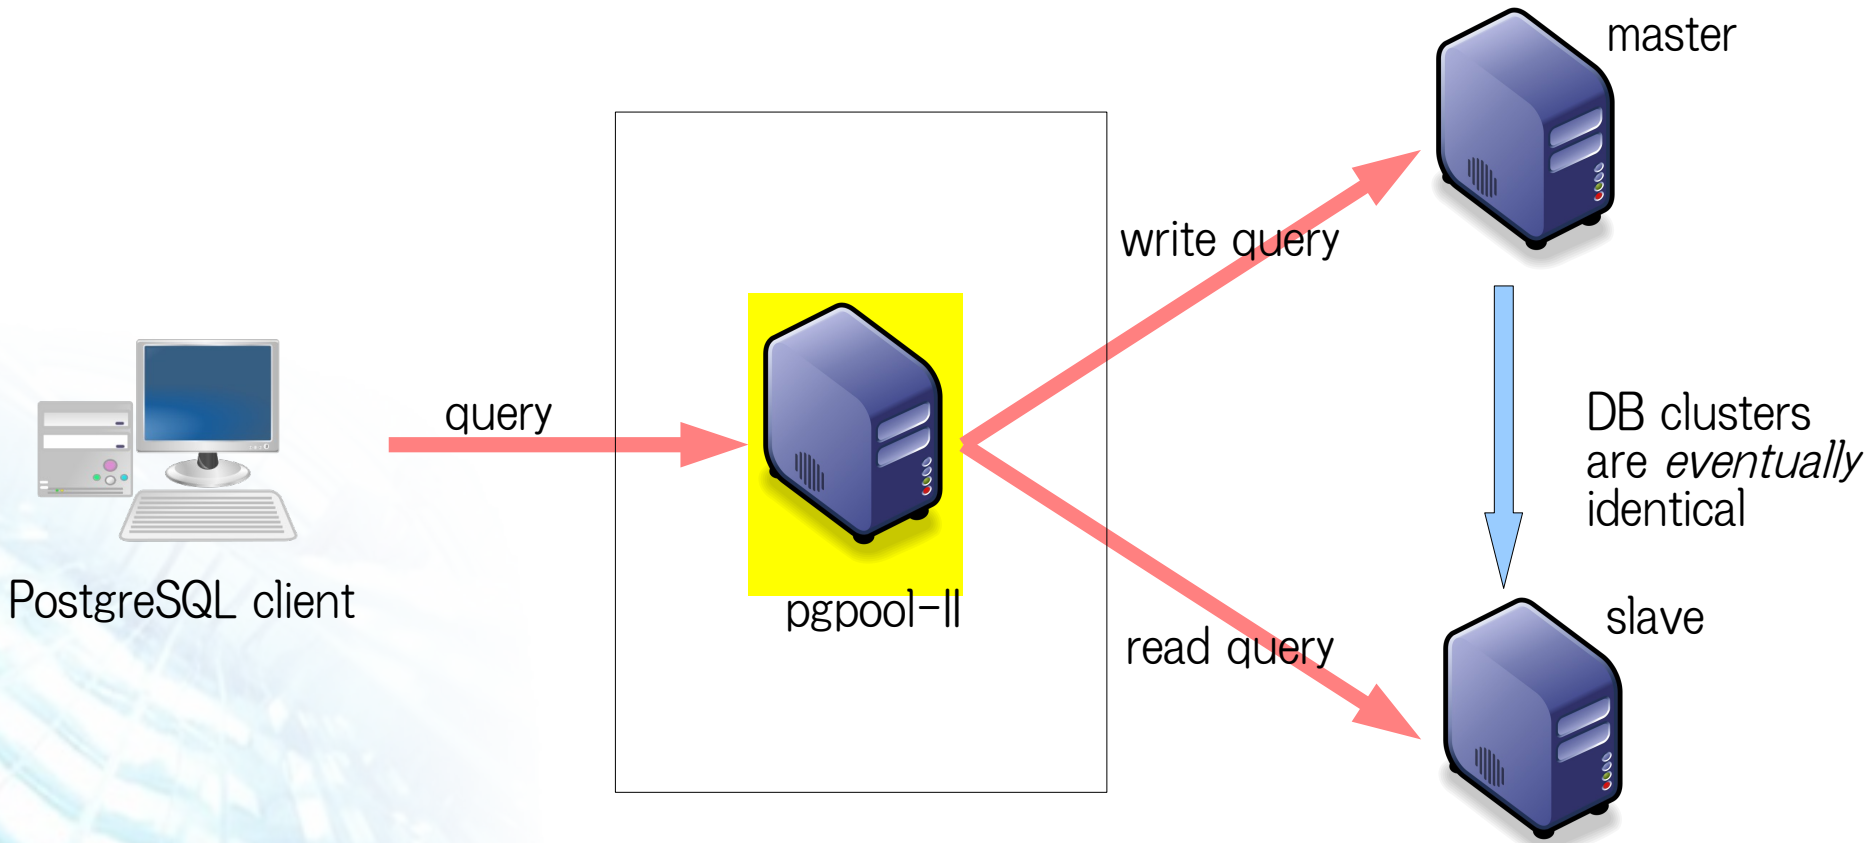 master
write query
query
DB clusters
are eventually
identical
PostgreSQL client
pgpool-II
slave
read query